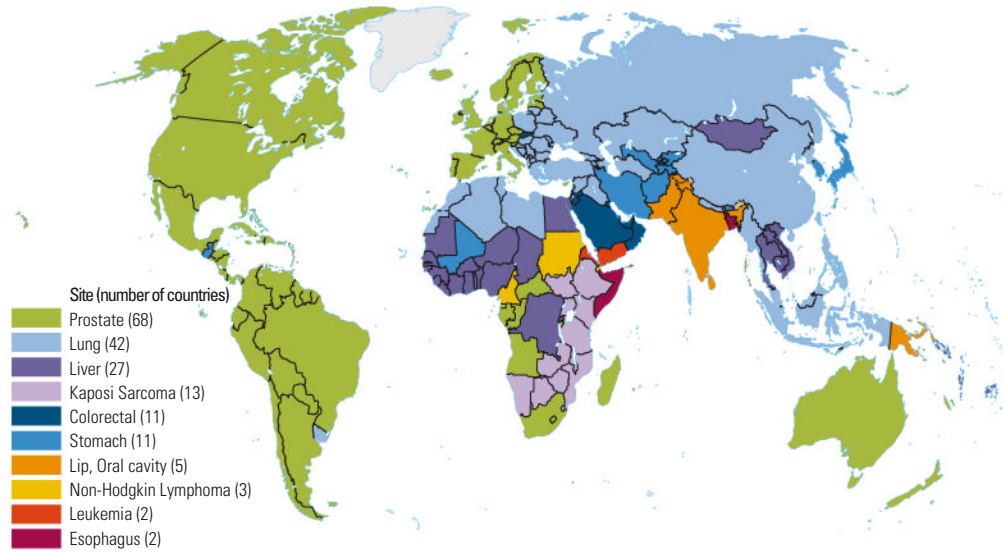 Site (number of countries)
Prostate (68)
Lung (42)
Liver (27)
Kaposi Sarcoma (13)
Colorectal (11)
Stomach (11)
Lip, Oral cavity (5)
Non-Hodgkin Lymphoma (3)
Leukemia (2)
Esophagus (2)